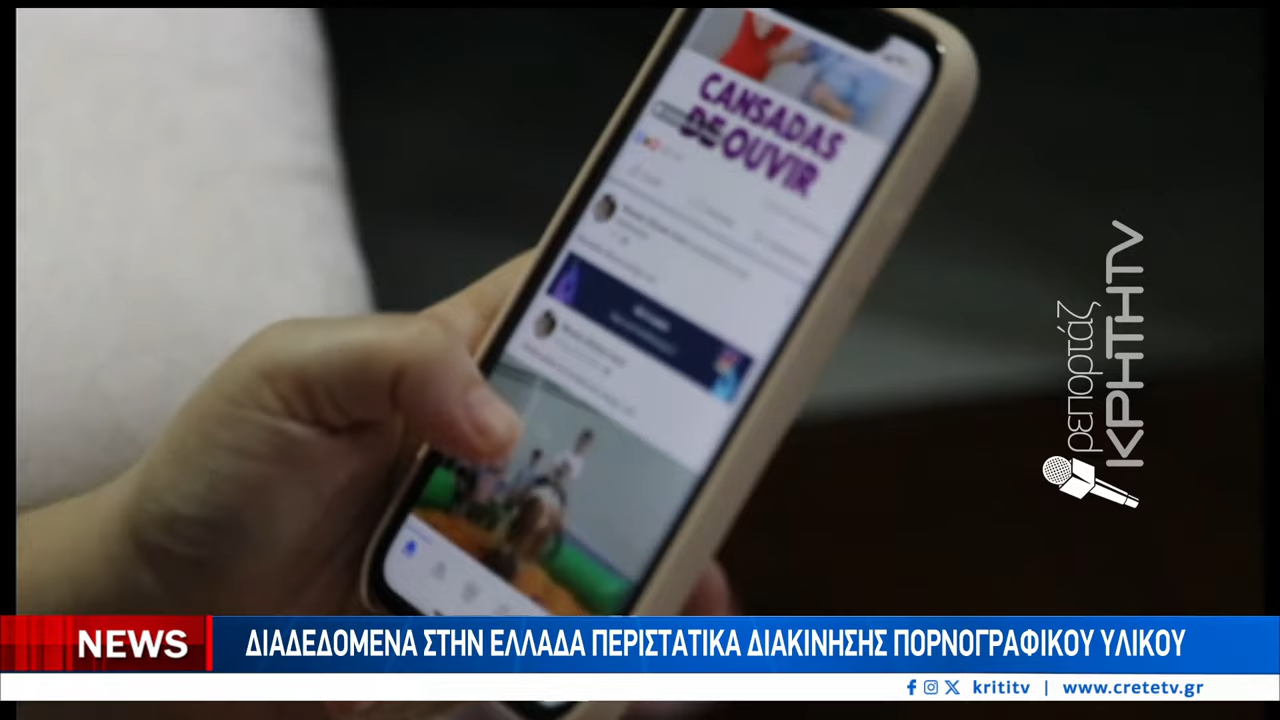 CANSADAS
DE OUVIR
ρεπορτάζ
ΚΡΗΤΗTV
NEWS
ΔΙΑΔΕΔΟΜΕΝΑ ΣΤΗΝ ΕΛΛΑΔΑ ΠΕΡΙΣΤΑΤΙΚΑ ΔΙΑΚΙΝΗΣΗΣ ΠΟΡΝΟΓΡΑΦΙΚΟΥ ΥΛΙΚΟΥ
krititv | www.cretetv.gr